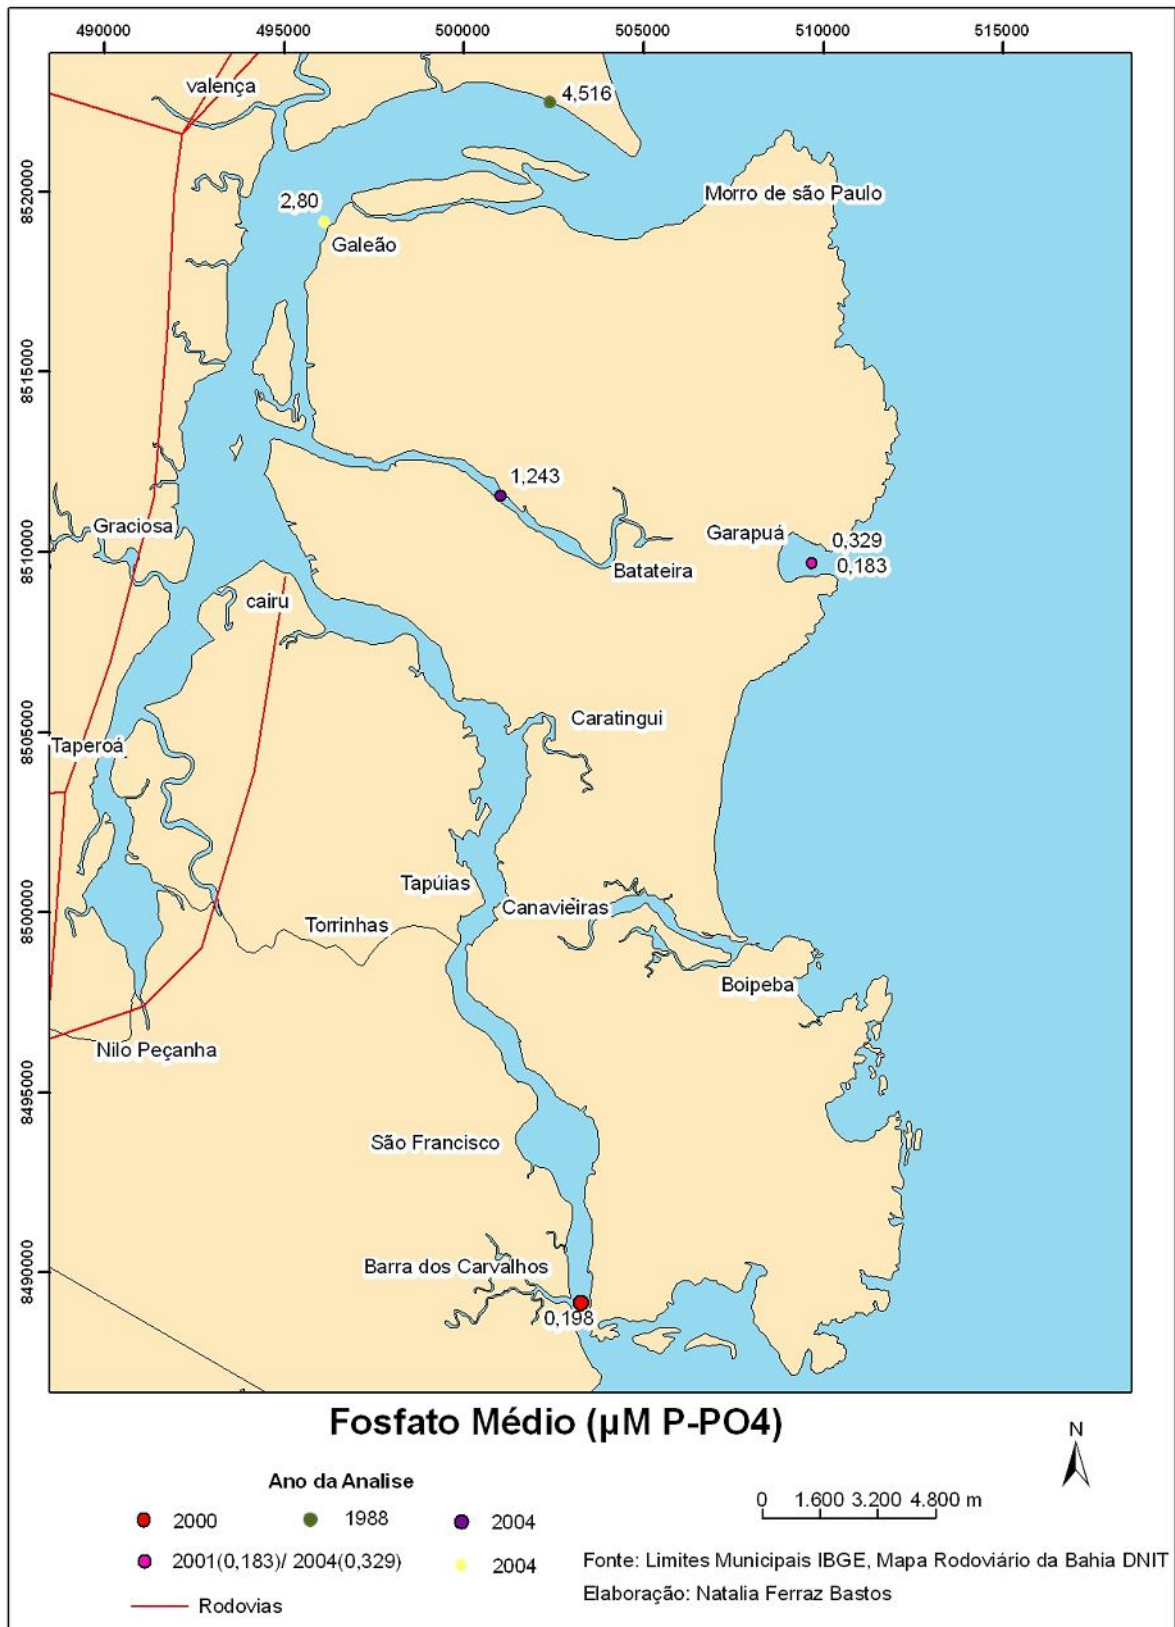 490000 495000 500000 505000 510000 515000
valença
4,516
8520000
Morro de são Paulo
2,80
Galeão
8515000
1,243
Graciosa
Garapuá
0,329
8510000
0,183
Batateira
cairu
Caratingui
8505000
Taperoá
Tapúias
Canavieiras
8500000
Torrinhas
Boipeba
Nilo Peçanha
8495000
São Francisco
Barra dos Carvalhos
8490000
0,198
Fosfato Médio (µM P-PO4)
N
Ano da Analise
0 1.600 3.200 4.800 m
2000
1988
2004
2001(0,183)/ 2004(0,329)
2004
Fonte: Limites Municipais IBGE, Mapa Rodoviário da Bahia DNIT
Elaboração: Natalia Ferraz Bastos
Rodovias